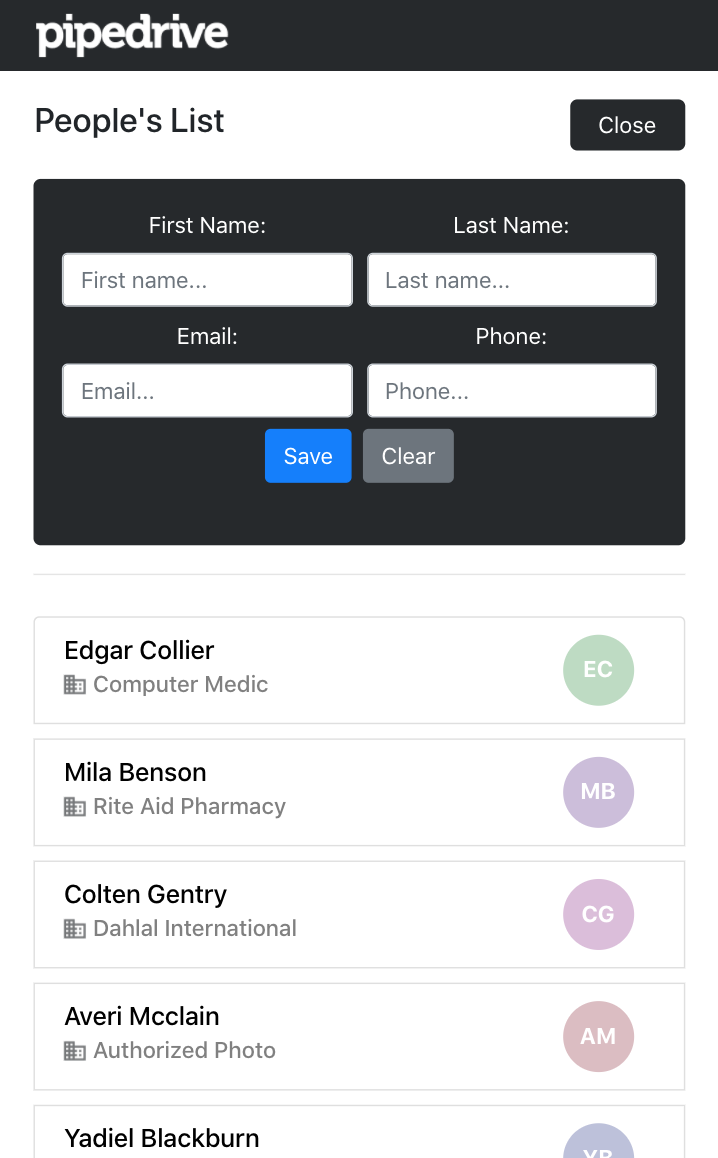 pipedrive
People's List
Close
First Name:
Last Name:
First name...
Last name...
Email:
Phone:
Email...
Phone...
Save
Clear
Edgar Collier
EC
Computer Medic
Mila Benson
MB
Rite Aid Pharmacy
Colten Gentry
CG
Dahlal International
Averi Mcclain
AM
Authorized Photo
Yadiel Blackburn
YB